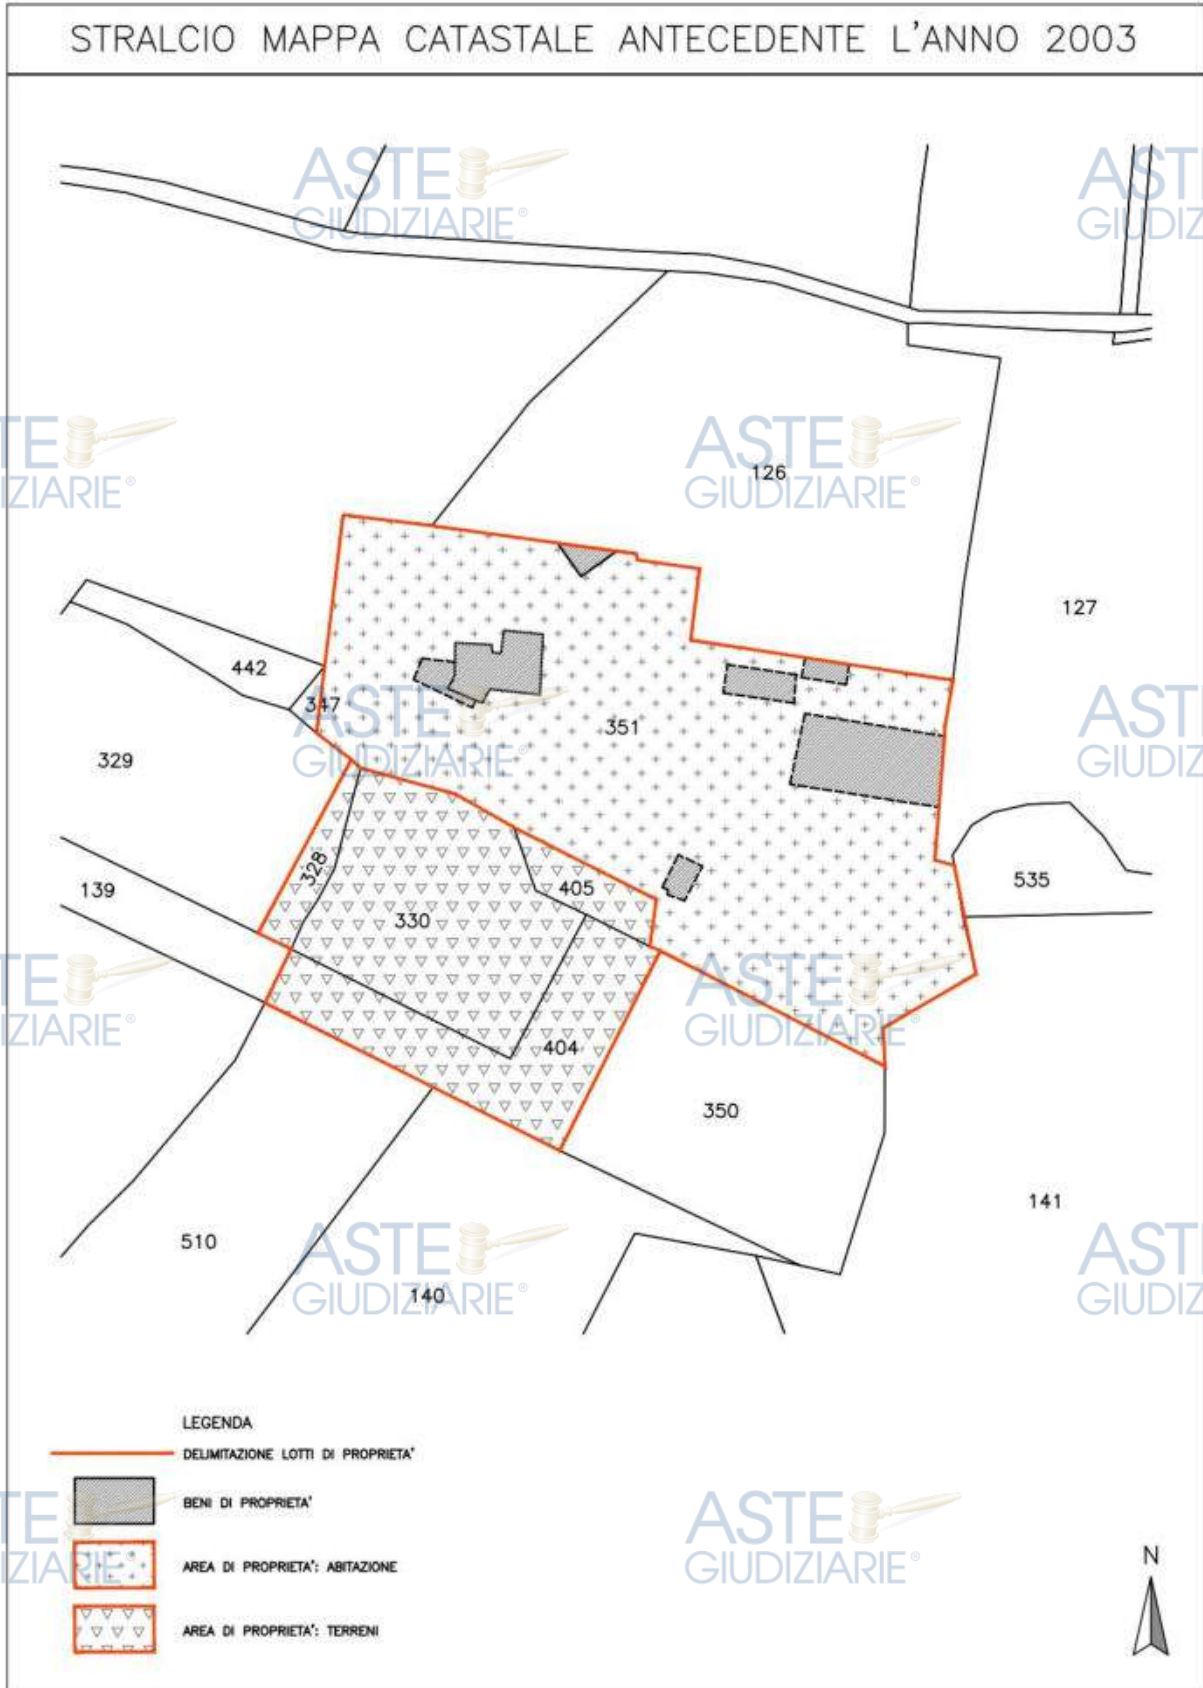 STRALCIO MAPPA CATASTALE ANTECEDENTE L'ANNO 2003
ASTE GIUDIZIARIE®
126
127
442
347
351
329
328
405
535
139
330
404
350
141
510
140
LEGENDA
DELIMITAZIONE LOTTI DI PROPRIETA'
BENI DI PROPRIETA'
AREA DI PROPRIETA': ABITAZIONE
AREA DI PROPRIETA': TERRENI
N